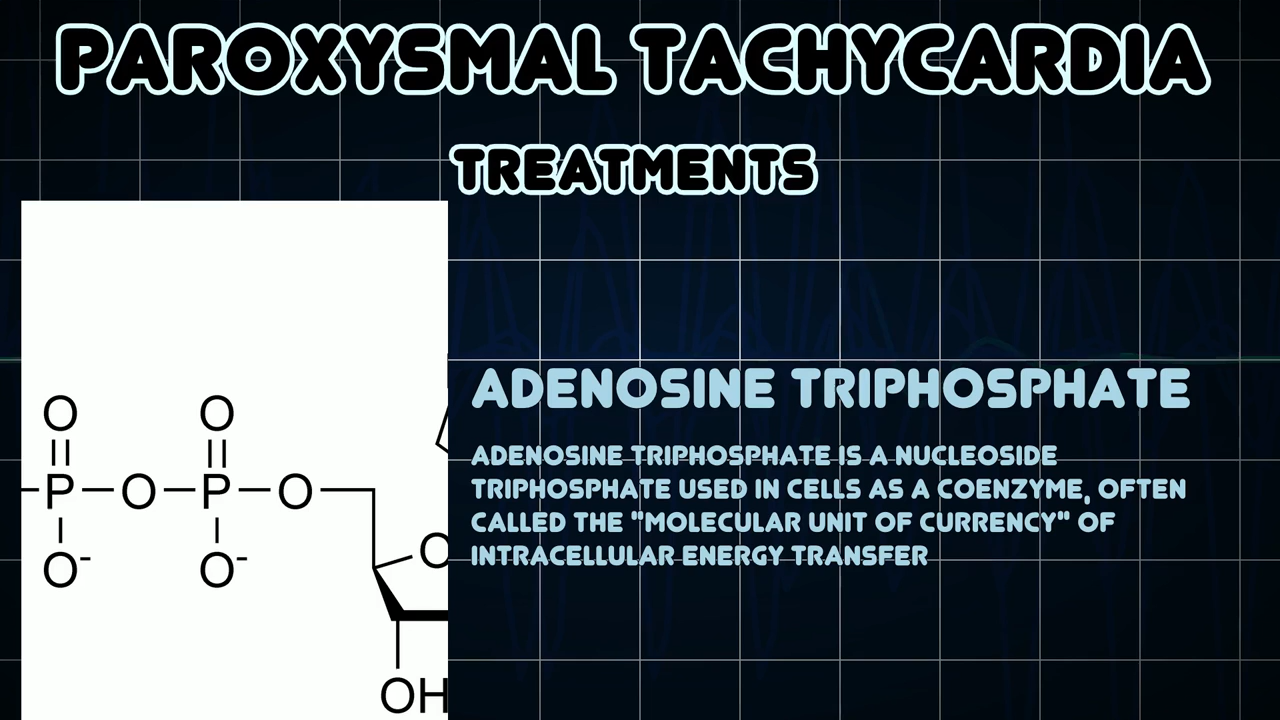 PAROXYSMAL TACHYCARDIA
TREATMENTS
ADENOSINE TRIPHOSPHATE
ADENOSINE TRIPHOSPHATE IS A NUCLEOSIDE
TRIPHOSPHATE USED IN CELLS AS A COENZYME, OFTEN
CALLED THE "MOLECULAR UNIT OF CURRENCY" OF
INTRACELLULAR ENERGY TRANSFER
O O
P O P O
O- O- O
OH